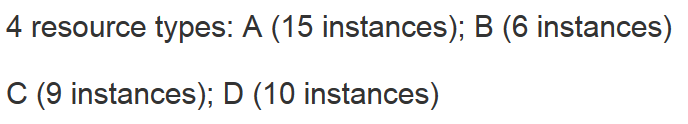 4 resource types: A (15 instances); B (6 instances)
C (9 instances); D (10 instances)